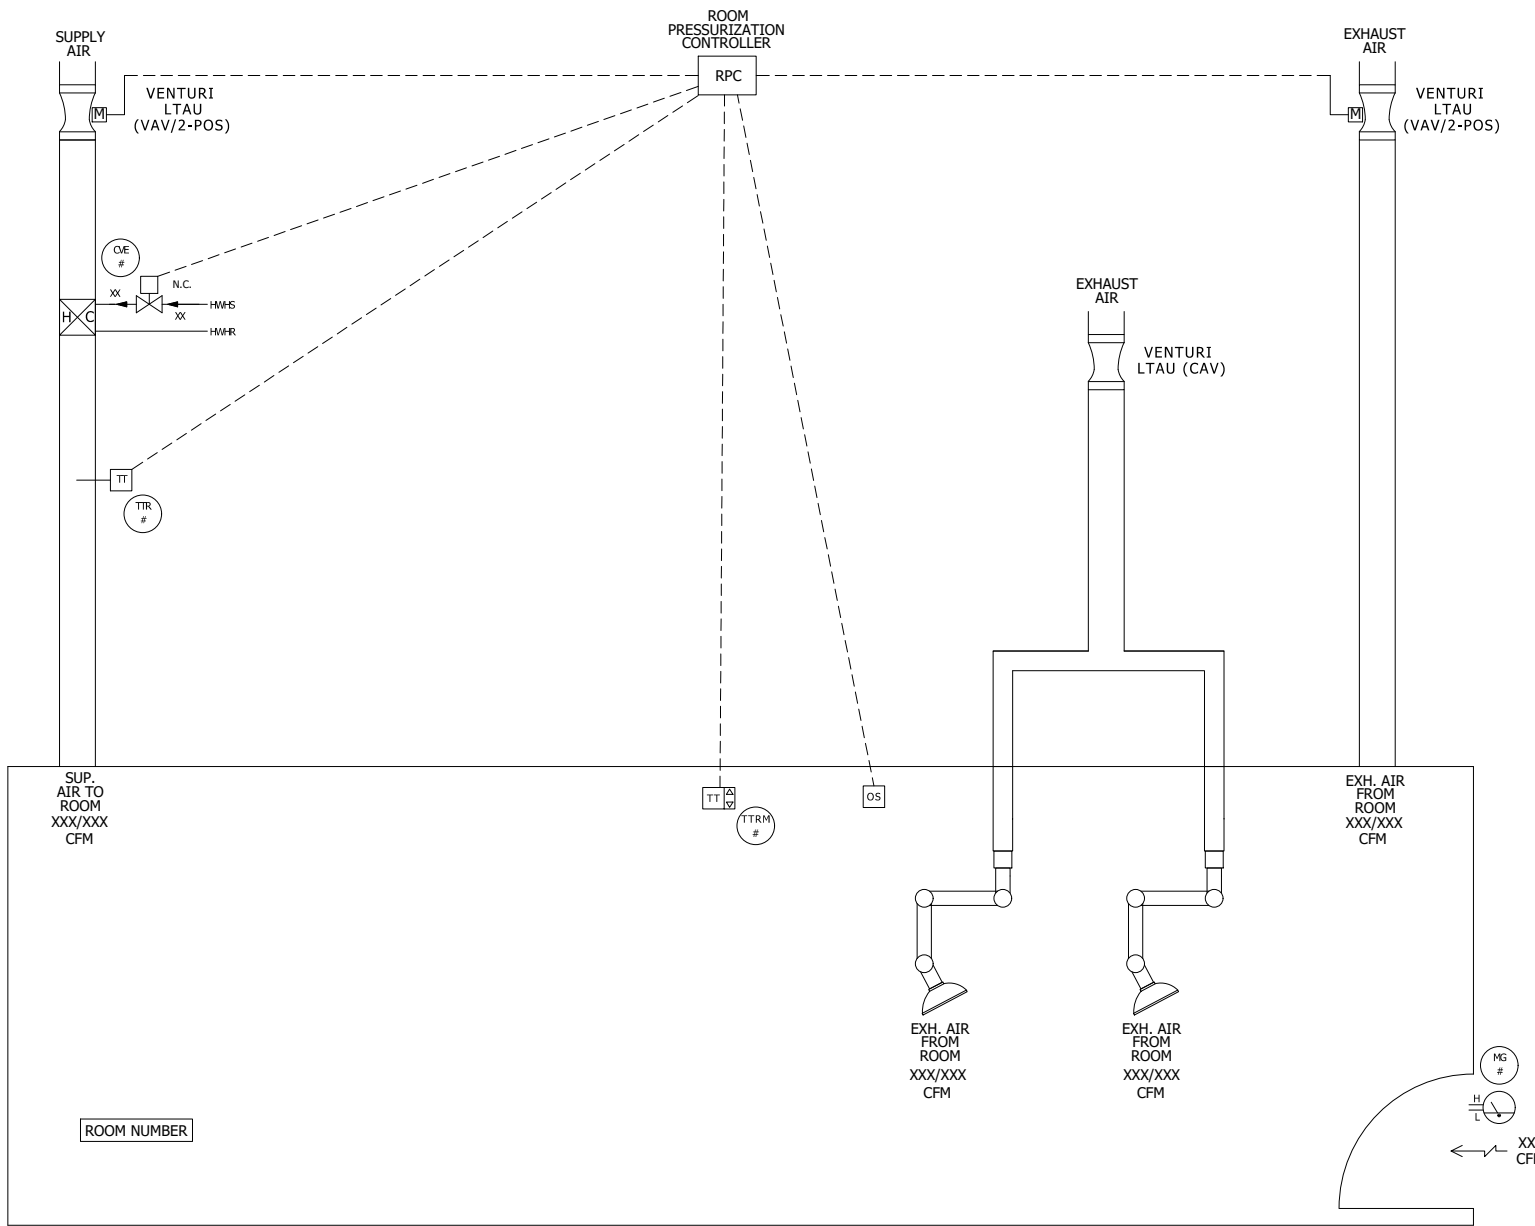 ROOM
PRESSURIZATION
CONTROLLER
RPC
SUPPLY
AIR
M
VENTURI
LTAU
(VAV/2-POS)
EXHAUST
AIR
M
VENTURI
LTAU
(VAV/2-POS)
CVE
#
N.C.
XX
HWHS
XX
H C
HWHR
EXHAUST
AIR
VENTURI
LTAU (CAV)
TT
TTR
#
SUP.
AIR TO
ROOM
XXX/XXX
CFM
TT
TTRM
#
OS
EXH. AIR
FROM
ROOM
XXX/XXX
CFM
EXH. AIR
FROM
ROOM
XXX/XXX
CFM
EXH. AIR
FROM
ROOM
XXX/XXX
CFM
MG
#
H
L
ROOM NUMBER